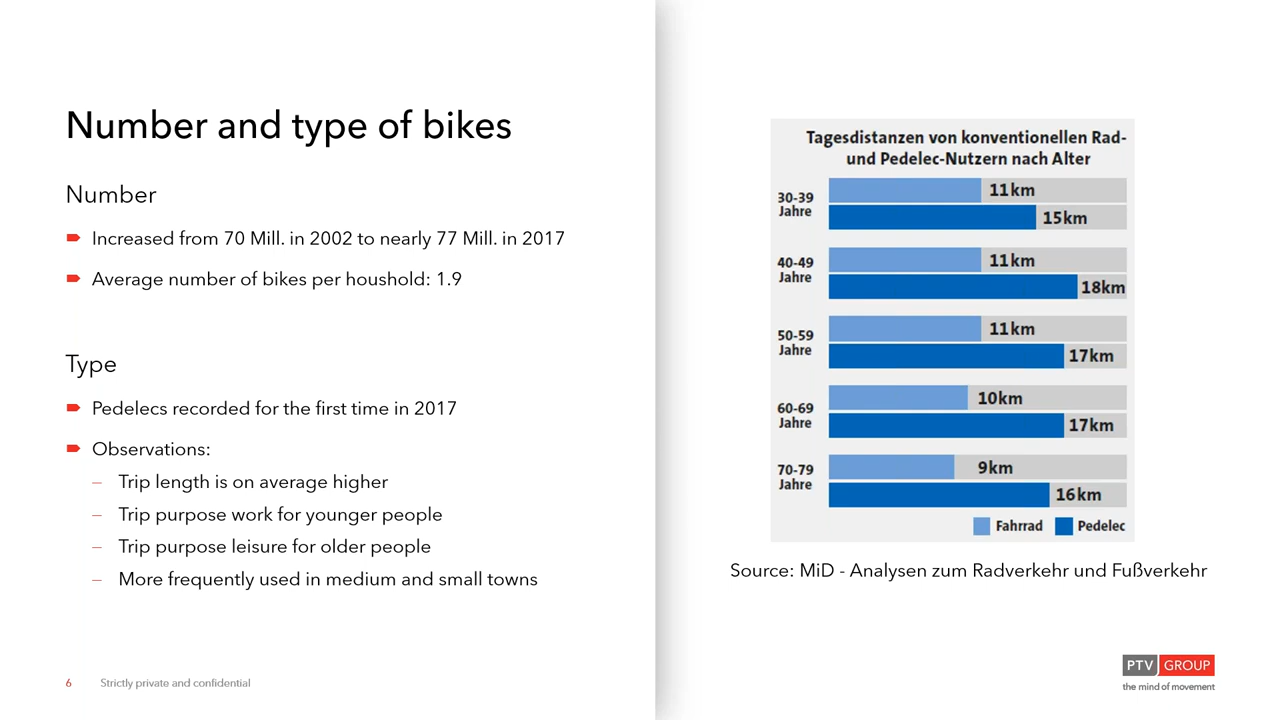 Number and type of bikes
Number
Increased from 70 Mill. in 2002 to nearly 77 Mill. in 2017
Average number of bikes per houshold: 1.9
Type
Pedelecs recorded for the first time in 2017
Observations:
– Trip length is on average higher
– Trip purpose work for younger people
– Trip purpose leisure for older people
– More frequently used in medium and small towns
6 Strictly private and confidential
Tagesdistanzen von konventionellen Rad-
und Pedelec-Nutzern nach Alter
30-39
Jahre
11km
15km
40-49
Jahre
11km
18km
50-59
Jahre
11km
17km
60-69
Jahre
10km
17km
70-79
Jahre
9km
16km
Fahrrad Pedelec
Source: MiD - Analysen zum Radverkehr und Fußverkehr
PTV GROUP
the mind of movement